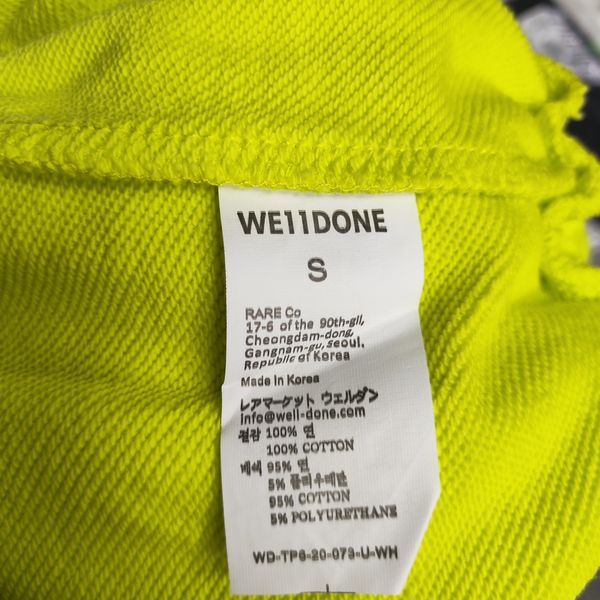 WE11DONE
S
RARE Co
17-6 of the 90th-gil,
Cheongdam-dong,
Gangnam-gu, Seoul.
Republic of Korea
Made in Korea
レアマーケット ウェルダン
info@well-done.com
겉감 100% 면
100% COTTON
배색 95% 면
5% 폴리우레탄
95% COTTON
5% POLYURETHANE
WD-TP6-20-073-U-WH